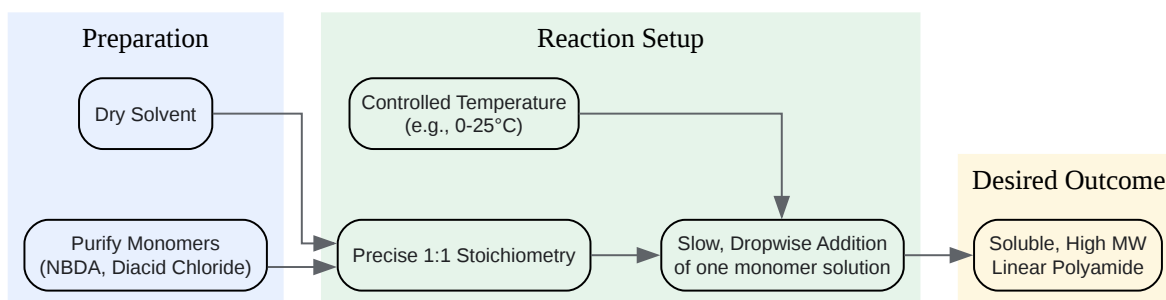 Preparation
Dry Solvent
Purify Monomers
(NBDA, Diacid Chloride)
Reaction Setup
Controlled Temperature
(e.g., 0-25°C)
Precise 1:1 Stoichiometry
Slow, Dropwise Addition
of one monomer solution
Desired Outcome
Soluble, High MW
Linear Polyamide